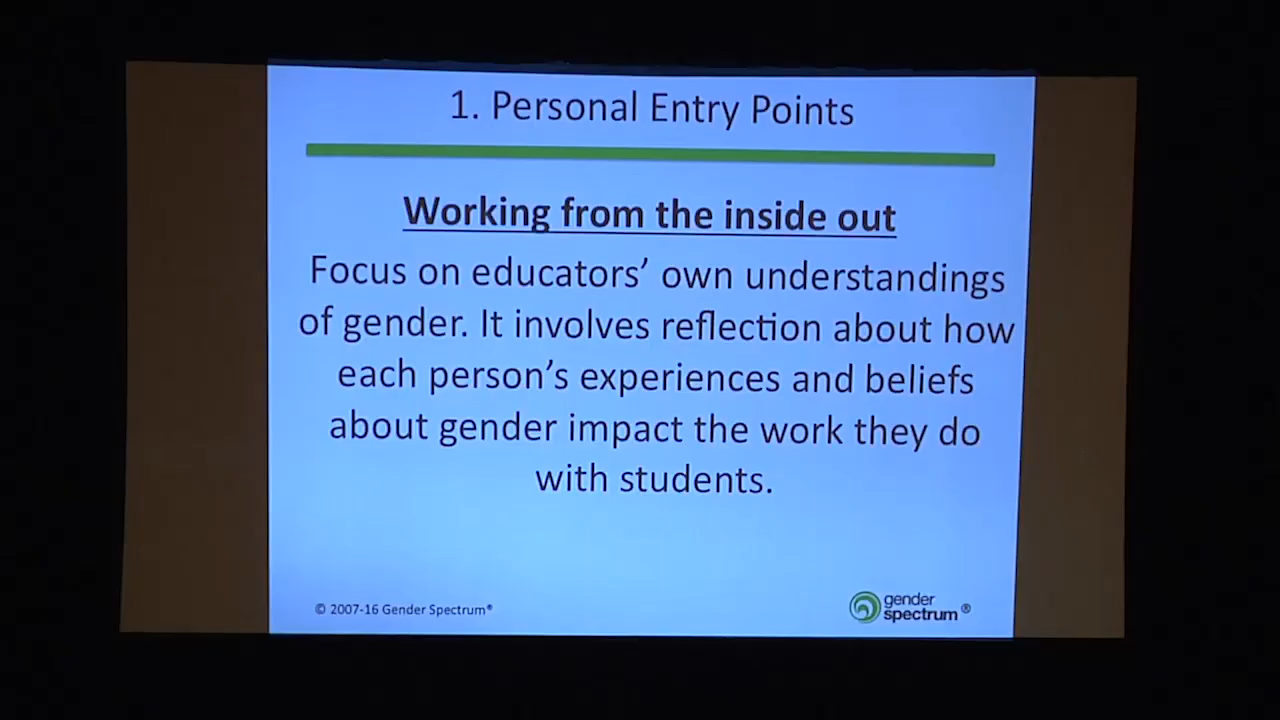 1. Personal Entry Points
Working from the inside out
Focus on educators’ own understandings
of gender. It involves reflection about how
each person’s experiences and beliefs
about gender impact the work they do
with students.
© 2007-16 Gender Spectrum®
gender
spectrum®